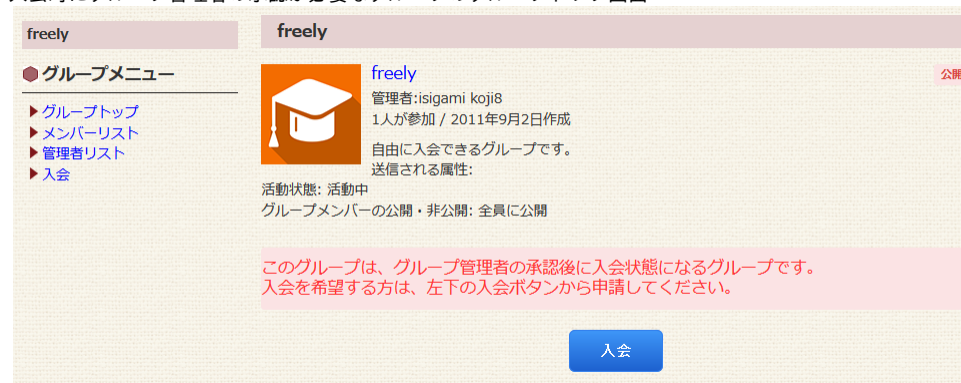 freely
グループメニュー
グループトップ
メンバーリスト
管理者リスト
入会
freely
freely
公開
管理者:isigami koji8
1人が参加 / 2011年9月2日作成
自由に入会できるグループです。
送信される属性:
活動状態: 活動中
グループメンバーの公開・非公開: 全員に公開
このグループは、グループ管理者の承認後に入会状態になるグループです。
入会を希望する方は、左下の入会ボタンから申請してください。
入会